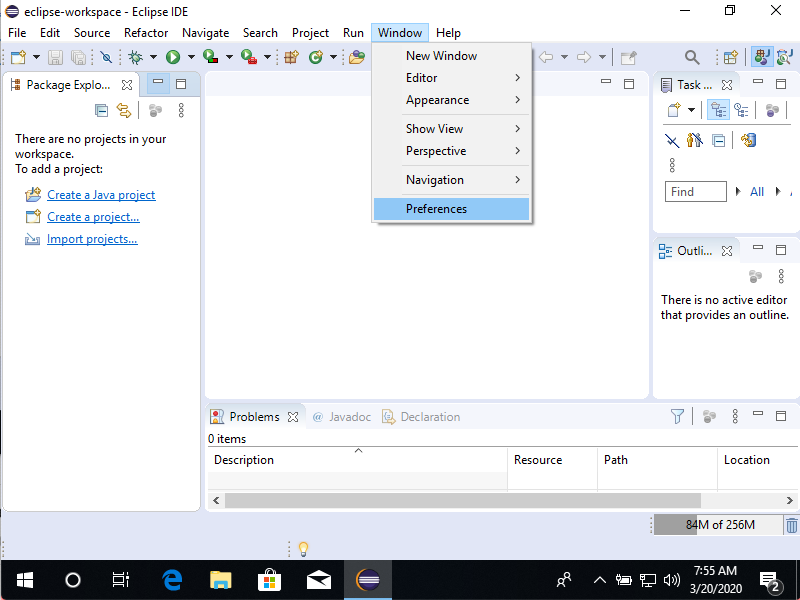 eclipse-workspace - Eclipse IDE
File Edit Source Refactor Navigate Search Project Run Window Help
New Window
Editor
Appearance
Show View
Perspective
Navigation
Preferences
Package Explo...
There are no projects in your
workspace.
To add a project:
Create a Java project
Create a project...
Import projects...
Task ...
Find
All
Outli...
There is no active editor
that provides an outline.
Problems @ Javadoc Declaration
0 items
Description Resource Path Location
84M of 256M
7:55 AM
3/20/2020
2